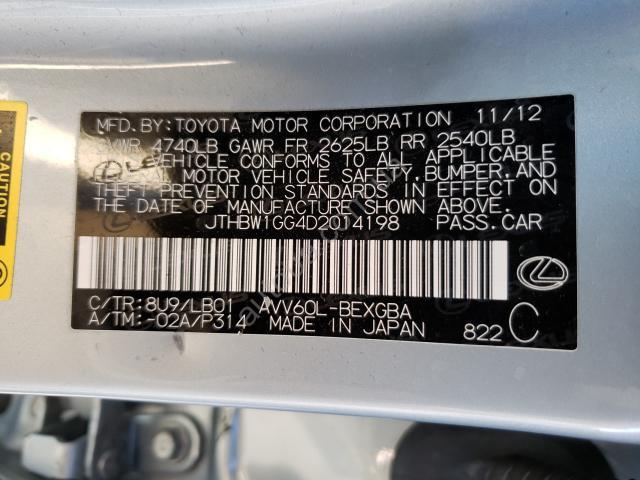 MFD. BY: TOYOTA MOTOR CORPORATION 11/12
GVWR 4740LB GAWR FR 2625LB RR 2540LB
VEHICLE CONFORMS TO ALL APPLICABLE
MOTOR VEHICLE SAFETY, BUMPER, AND
THEFT PREVENTION STANDARDS IN EFFECT ON
THE DATE OF MANUFACTURE SHOWN ABOVE.
JTHBW1GG4D2014198 PASS. CAR
C/TR: 8U9/LB01 AVV60L-BEXGBA
A/TM: -02A/P314 MADE IN JAPAN 822 C
CAUTION